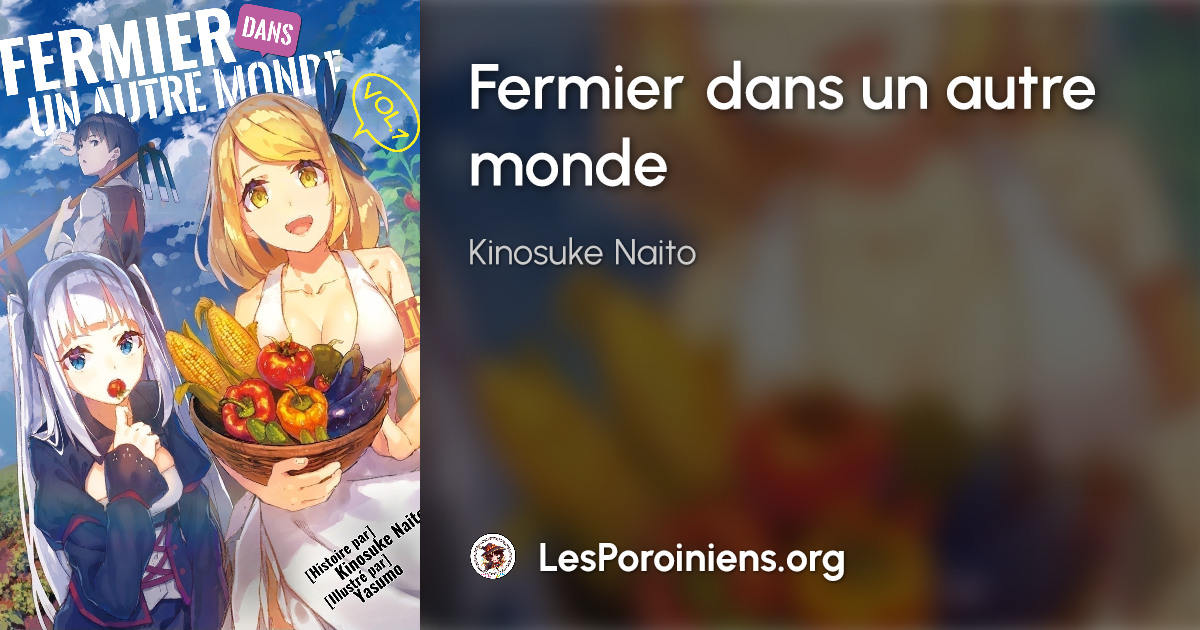 FERMIER
DANS
UN AUTRE MONDE
VOL.1
[Histoire par]
Kinosuke Naito
[Illustré par]
Yasumo
Fermier dans un autre
monde
Kinosuke Naito
LesPoroiniens.org